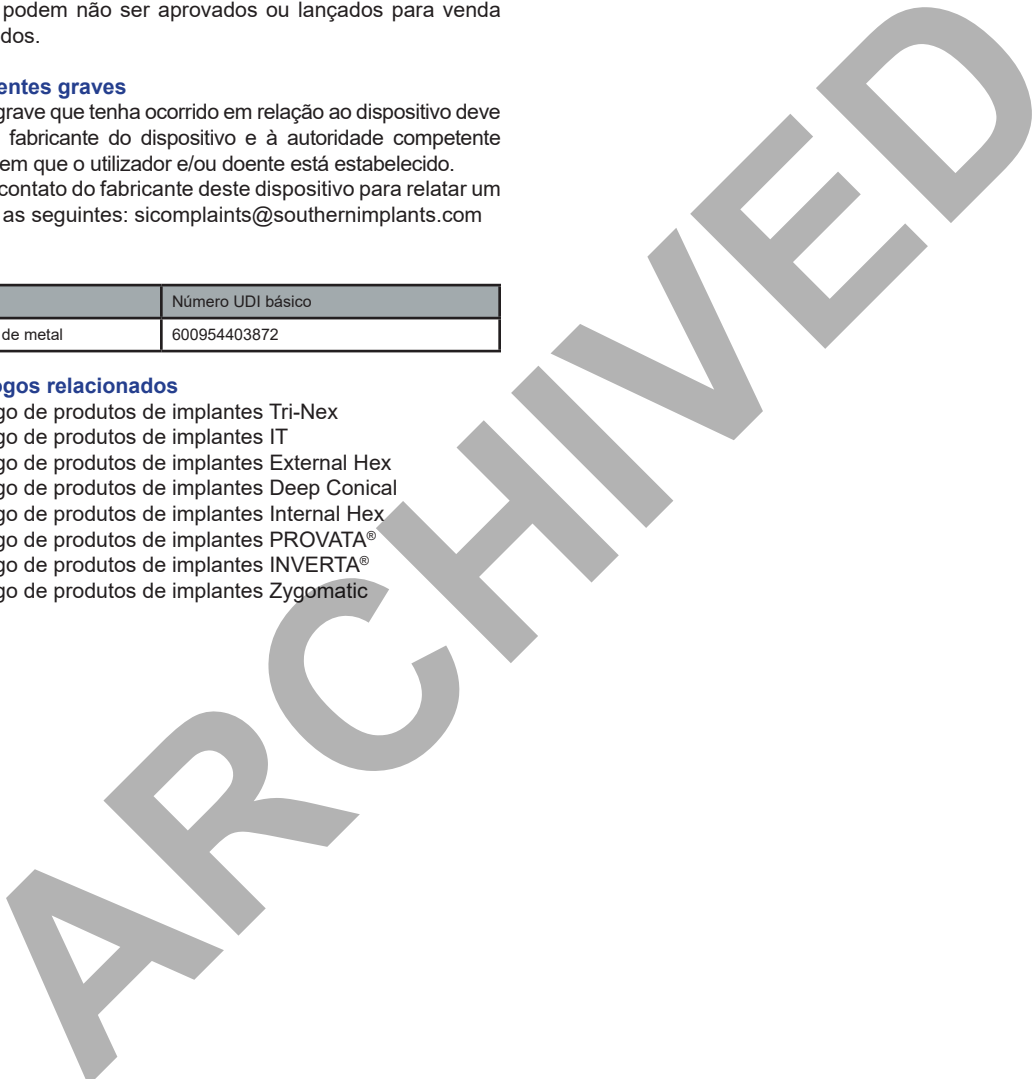 podem não ser aprovados ou lançados para venda
dos.
entes graves
grave que tenha ocorrido em relação ao dispositivo deve
fabricante do dispositivo e à autoridade competente
em que o utilizador e/ou doente está estabelecido.
contato do fabricante deste dispositivo para relatar um
as seguintes: sicomplaints@southernimplants.com
Número UDI básico
de metal 600954403872
gos relacionados
go de produtos de implantes Tri-Nex
go de produtos de implantes IT
go de produtos de implantes External Hex
go de produtos de implantes Deep Conical
go de produtos de implantes Internal Hex
go de produtos de implantes PROVATA®
go de produtos de implantes INVERTA®
go de produtos de implantes Zygomatic
ARCHIVED